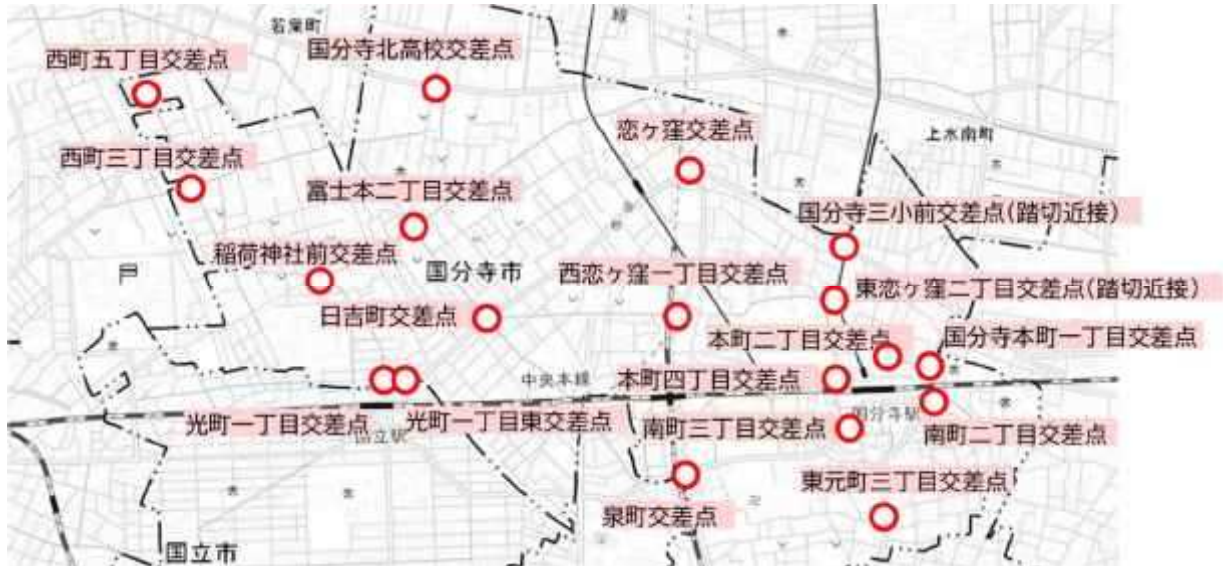 若葉町
線
西町五丁目交差点
国分寺北高校交差点
恋ヶ窪交差点
上水南町
西町三丁目交差点
富士本二丁目交差点
国分寺三小前交差点(踏切近接)
稲荷神社前交差点
国分寺市
西恋ヶ窪一丁目交差点
東恋ヶ窪二丁目交差点(踏切近接)
日吉町交差点
本町二丁目交差点
国分寺本町一丁目交差点
中央本線
本町四丁目交差点
光町一丁目交差点
光町一丁目東交差点
国立駅
南町三丁目交差点
国分寺駅
南町二丁目交差点
東元町三丁目交差点
泉町交差点
国立市